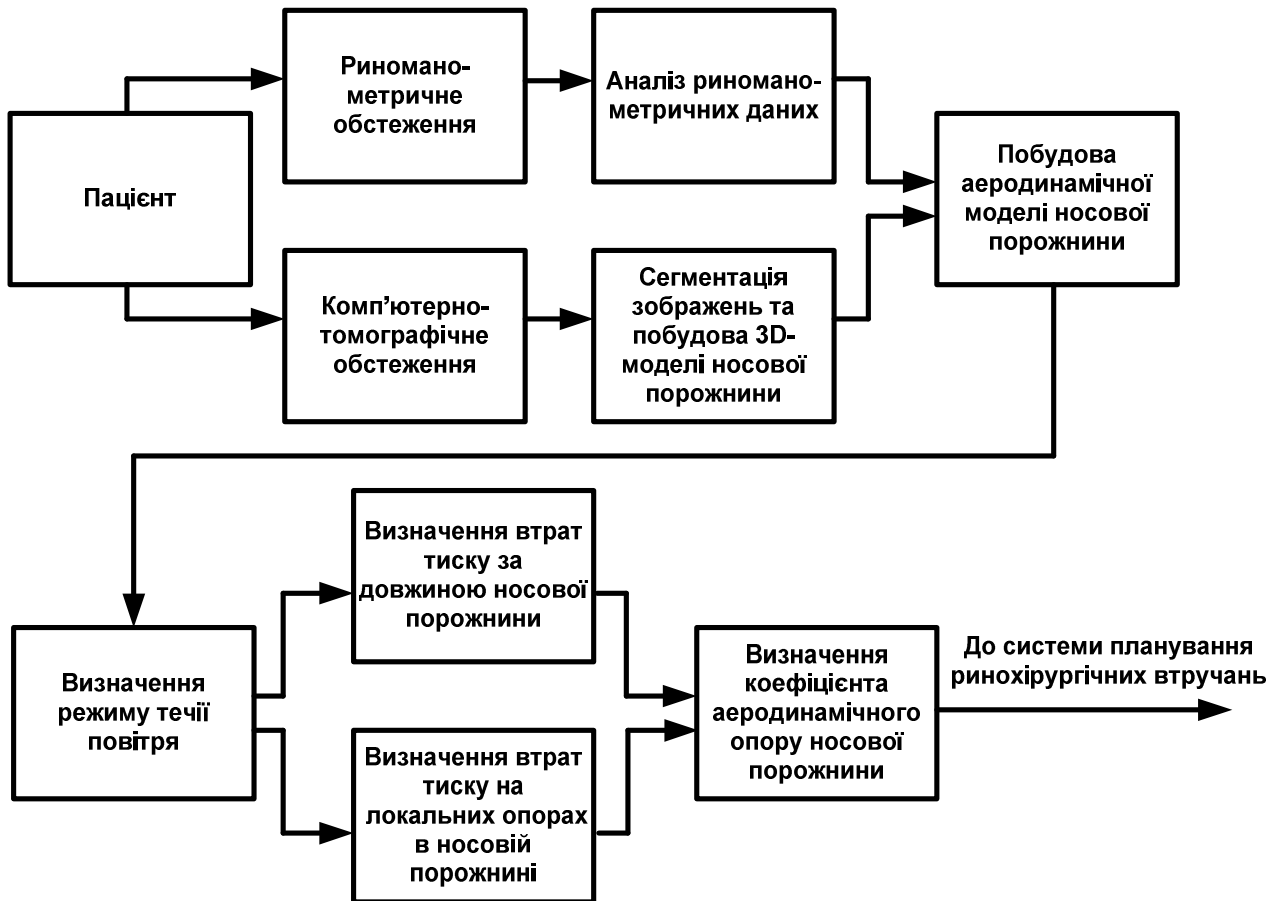 Пацієнт
Риномано-
метричне
обстеження
Аналіз риномано-
метричних даних
Комп’ютерно-
томографічне
обстеження
Сегментація
зображень та
побудова 3D-
моделі носової
порожнини
Побудова
аеродинамічної
моделі носової
порожнини
Визначення
режиму течії
повітря
Визначення втрат
тиску за
довжиною носової
порожнини
Визначення втрат
тиску на
локальних опорах
в носовій
порожнині
Визначення
коефіцієнта
аеродинамічного
опору носової
порожнини
До системи планування
ринохірургічних втручань